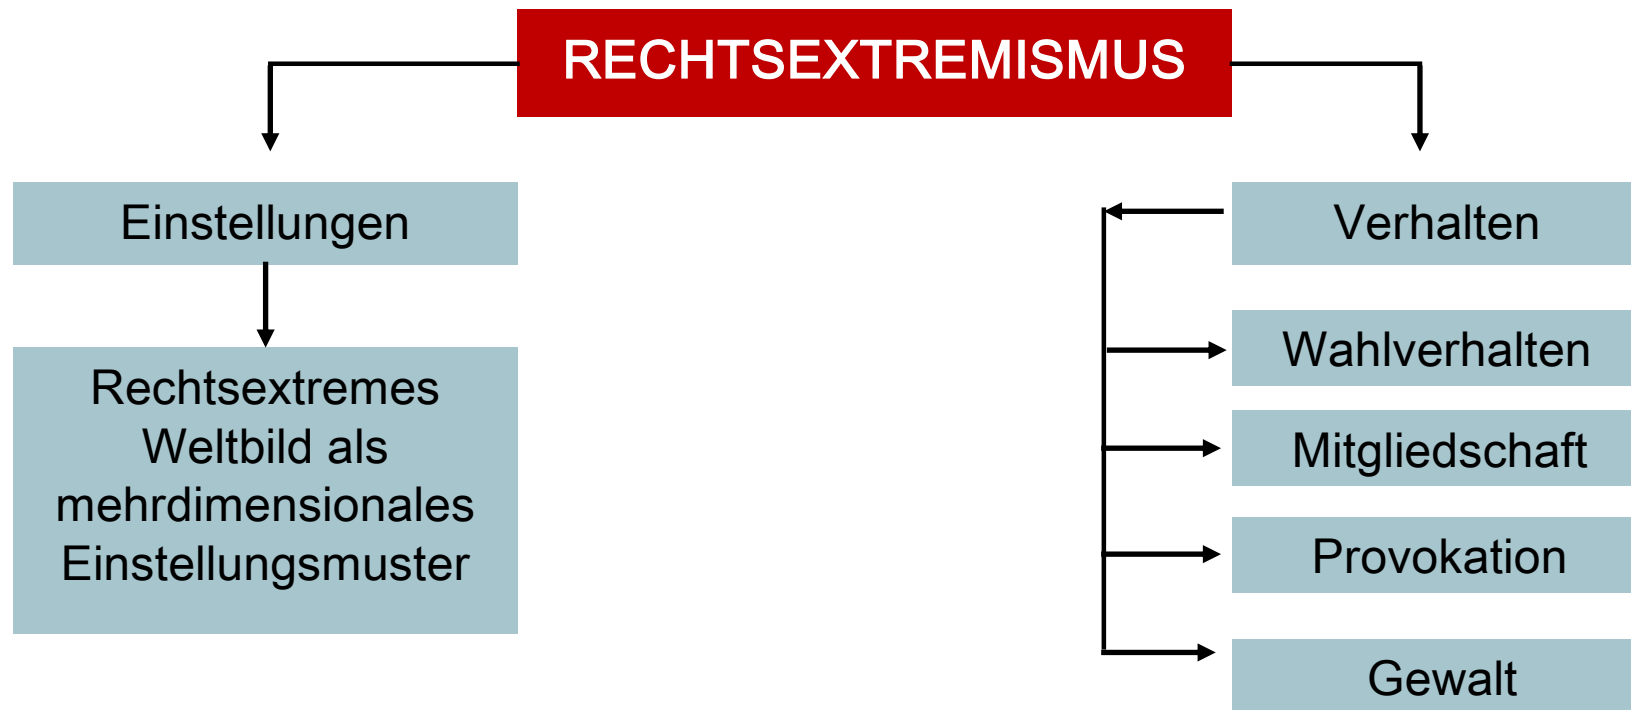 RECHTSEXTREMISMUS
Einstellungen
Rechtsextremes
Weltbild als
mehrdimensionales
Einstellungsmuster
Verhalten
Wahlverhalten
Mitgliedschaft
Provokation
Gewalt